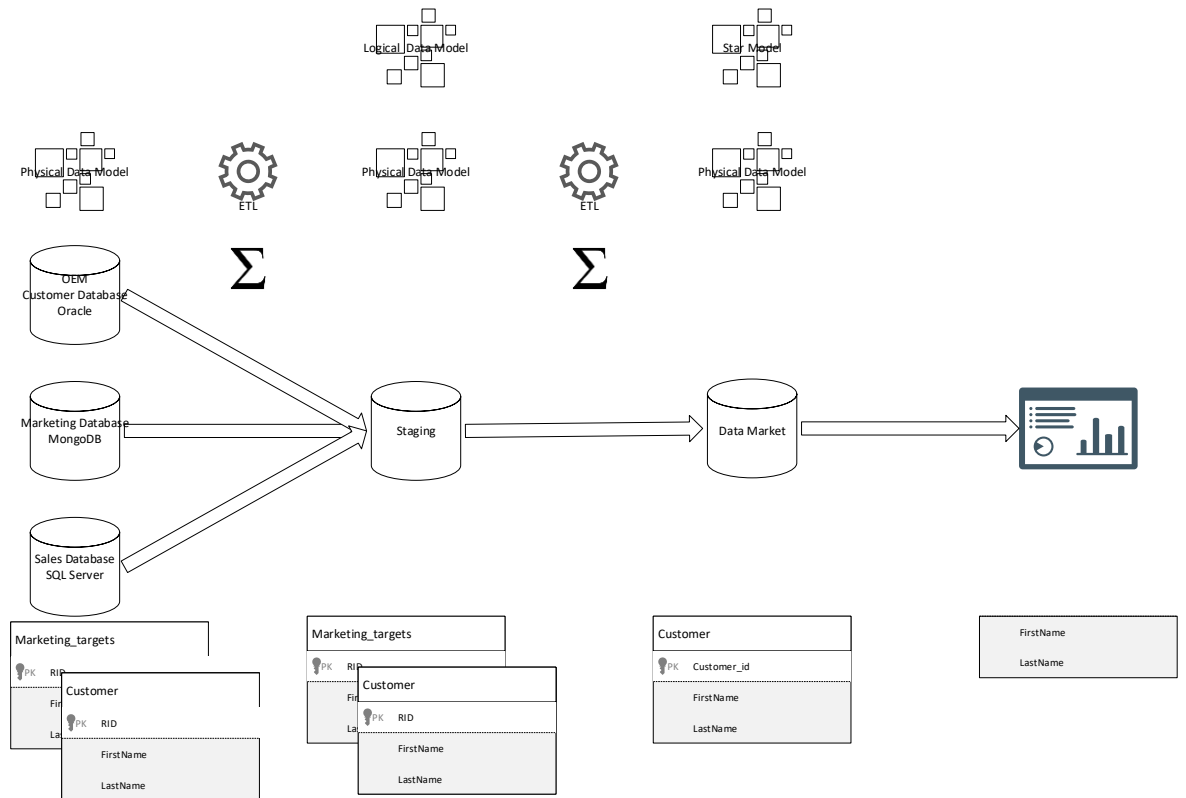 Logical Data Model
Star Model
Physical Data Model
ETL
Physical Data Model
ETL
Physical Data Model
Σ
Σ
OEM
Customer Database
Oracle
Marketing Database
MongoDB
Staging
Data Market
Sales Database
SQL Server
Marketing_targets
PK RID
Customer
PK RID
FirstName
LastName
Marketing_targets
PK RID
Customer
PK RID
FirstName
LastName
Customer
PK Customer_id
FirstName
LastName
FirstName
LastName